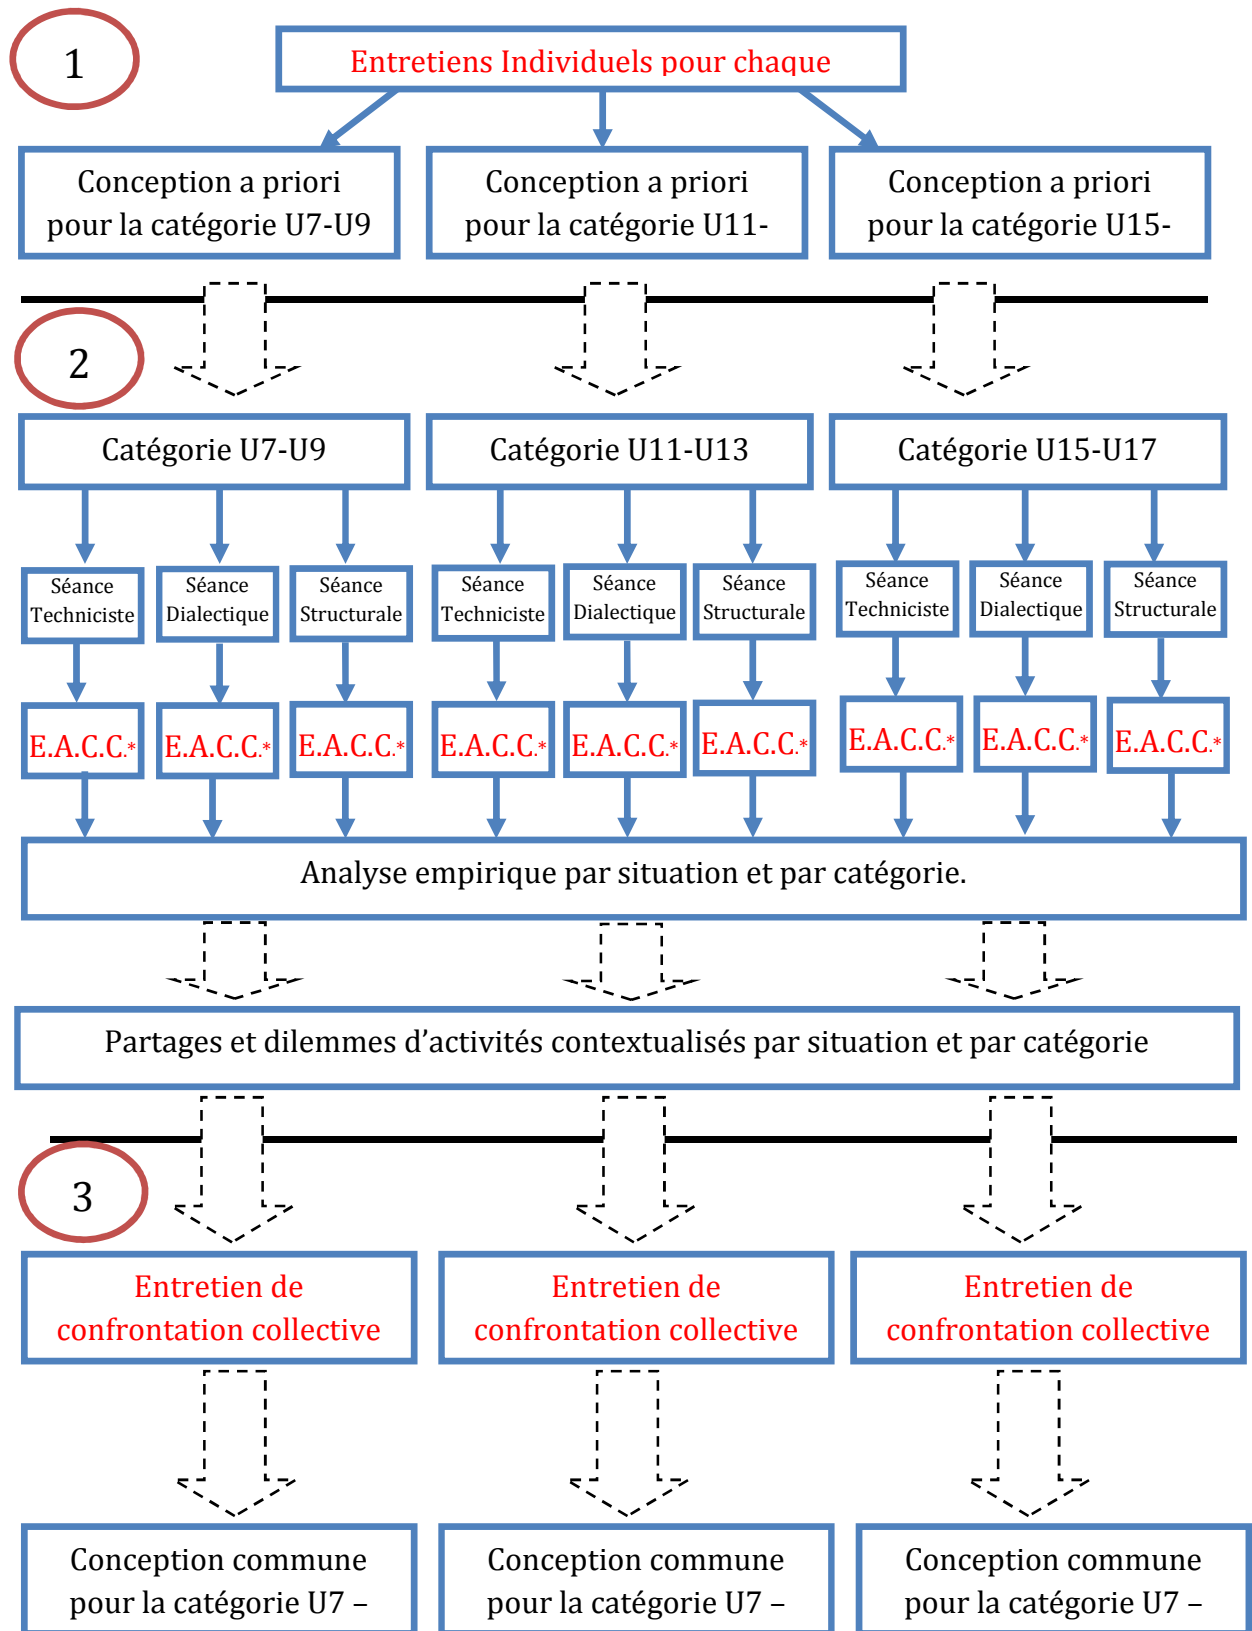 1
Entretiens Individuels pour chaque
Conception a priori
pour la catégorie U7-U9
Conception a priori
pour la catégorie U11-
Conception a priori
pour la catégorie U15-
2
Catégorie U7-U9
Catégorie U11-U13
Catégorie U15-U17
Séance
Techniciste
Séance
Dialectique
Séance
Structurale
Séance
Techniciste
Séance
Dialectique
Séance
Structurale
Séance
Techniciste
Séance
Dialectique
Séance
Structurale
E.A.C.C.*
E.A.C.C.*
E.A.C.C.*
E.A.C.C.*
E.A.C.C.*
E.A.C.C.*
E.A.C.C.*
E.A.C.C.*
E.A.C.C.*
Analyse empirique par situation et par catégorie.
Partages et dilemmes d’activités contextualisés par situation et par catégorie
3
Entretien de
confrontation collective
Entretien de
confrontation collective
Entretien de
confrontation collective
Conception commune
pour la catégorie U7 –
Conception commune
pour la catégorie U7 –
Conception commune
pour la catégorie U7 –